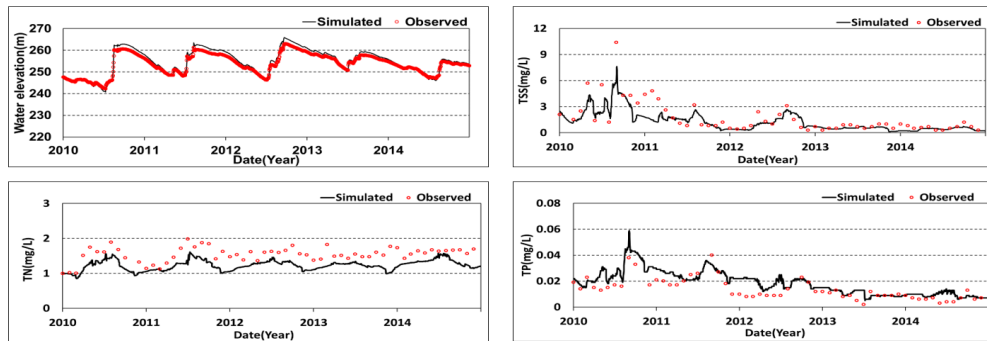 Simulated Observed
270
260
250
240
230
220
Water elevation(m)
2010 2011 2012 2013 2014
Date(Year)
Simulated Observed
12
9
6
3
0
TSS(mg/L)
2010 2011 2012 2013 2014
Date(Year)
Simulated Observed
3
2
1
0
TN(mg/L)
2010 2011 2012 2013 2014
Date(Year)
Simulated Observed
0.08
0.06
0.04
0.02
0
TP(mg/L)
2010 2011 2012 2013 2014
Date(Year)